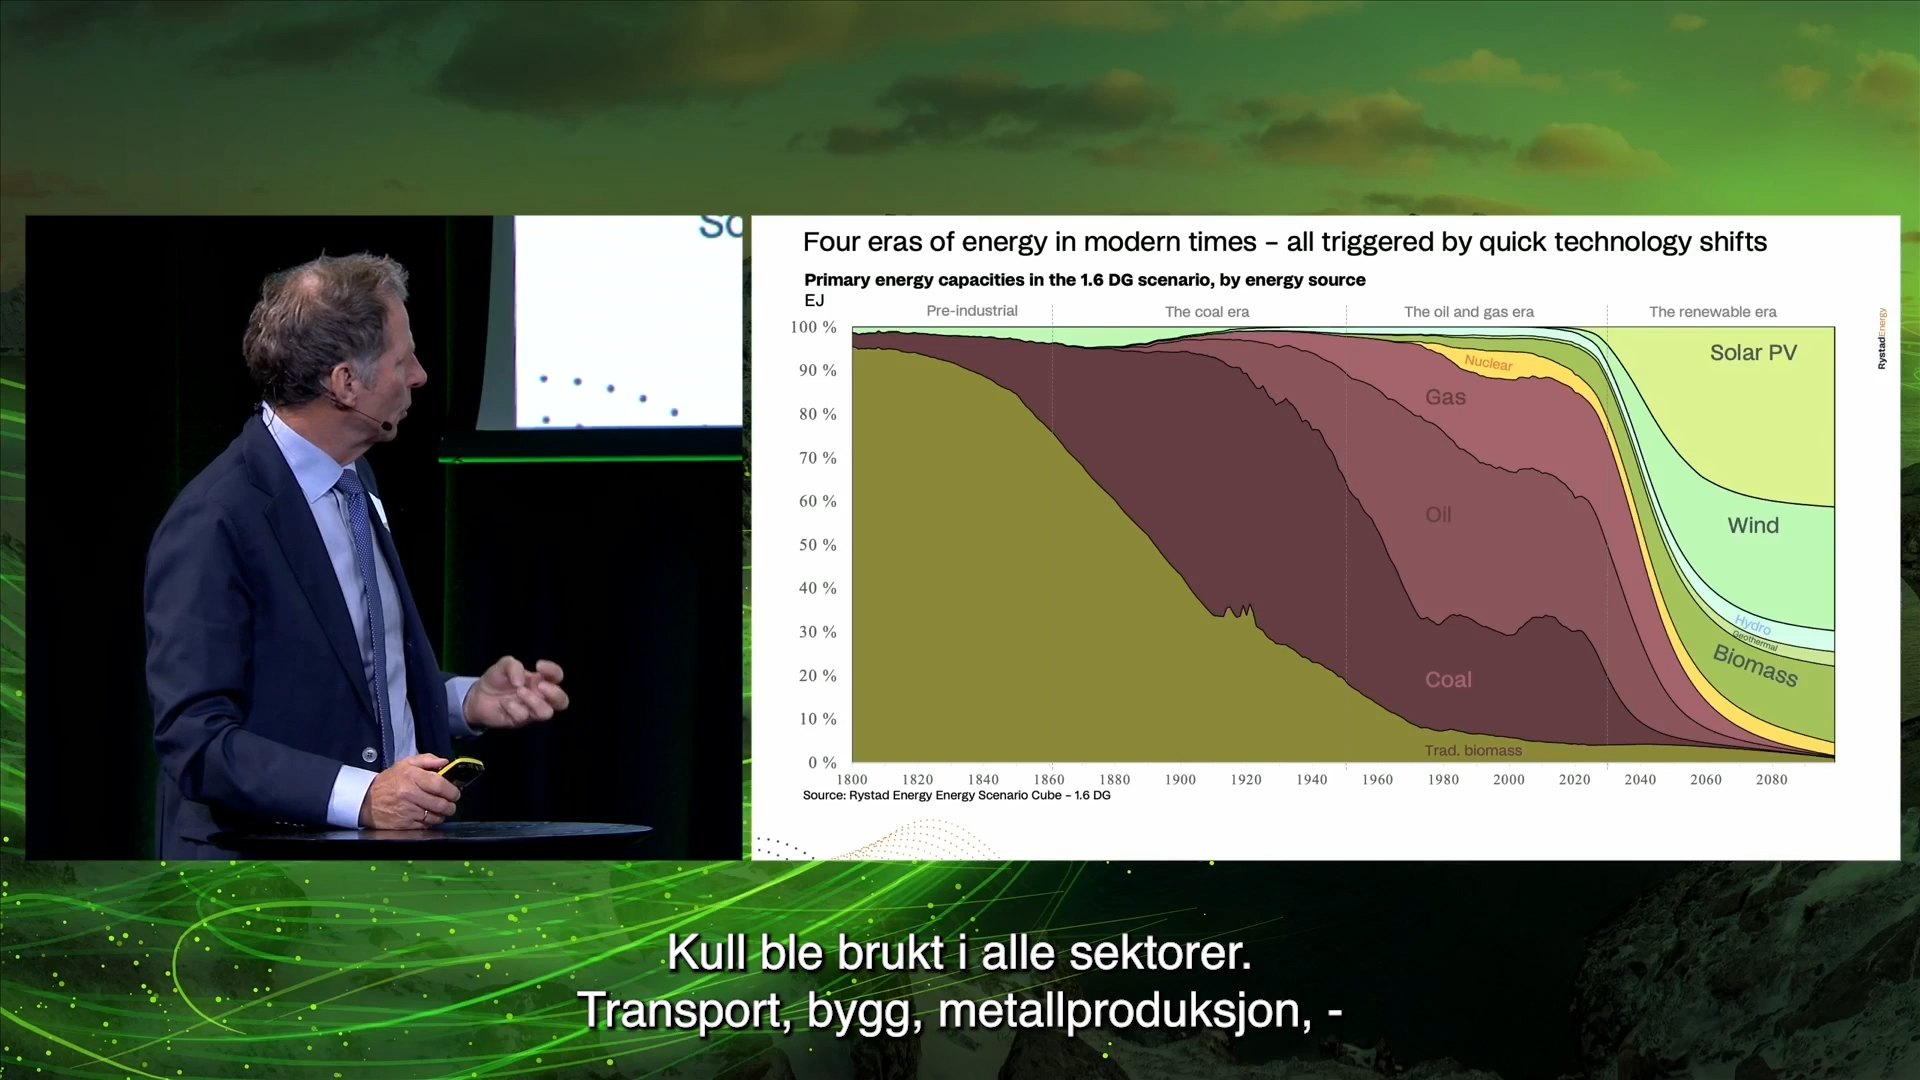 So
Four eras of energy in modern times – all triggered by quick technology shifts
Primary energy capacities in the 1.6 DG scenario, by energy source
EJ
Pre-industrial
The coal era
The oil and gas era
The renewable era
RystadEnergy
100 %
90 %
80 %
70 %
60 %
50 %
40 %
30 %
20 %
10 %
0 %
Solar PV
Nuclear
Gas
Oil
Wind
Hydro
Geothermal
Biomass
Coal
Trad. biomass
1800 1820 1840 1860 1880 1900 1920 1940 1960 1980 2000 2020 2040 2060 2080
Source: Rystad Energy Energy Scenario Cube – 1.6 DG
Kull ble brukt i alle sektorer.
Transport, bygg, metallproduksjon, -